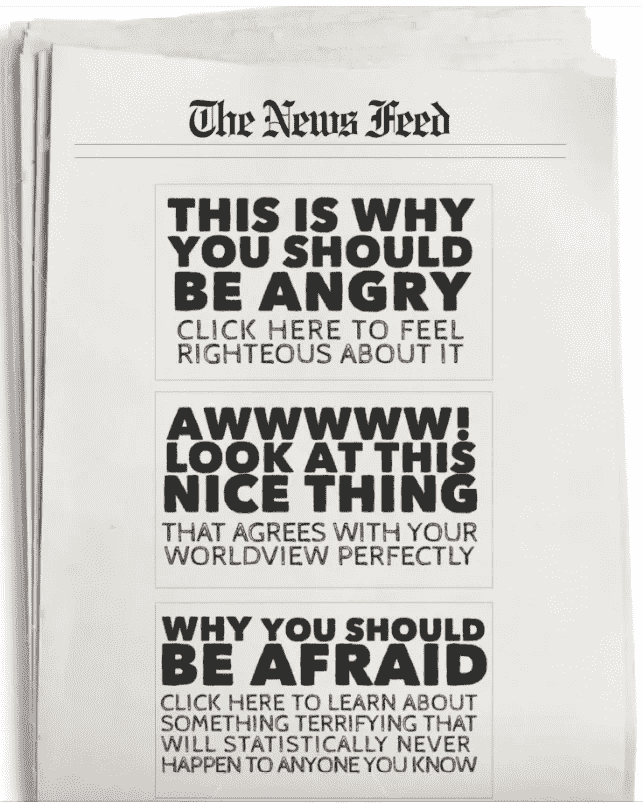 The News Feed
THIS IS WHY
YOU SHOULD
BE ANGRY
CLICK HERE TO FEEL
RIGHTEOUS ABOUT IT
AWWWWW!
LOOK AT THIS
NICE THING
THAT AGREES WITH YOUR
WORLDVIEW PERFECTLY
WHY YOU SHOULD
BE AFRAID
CLICK HERE TO LEARN ABOUT
SOMETHING TERRIFYING THAT
WILL STATISTICALLY NEVER
HAPPEN TO ANYONE YOU KNOW